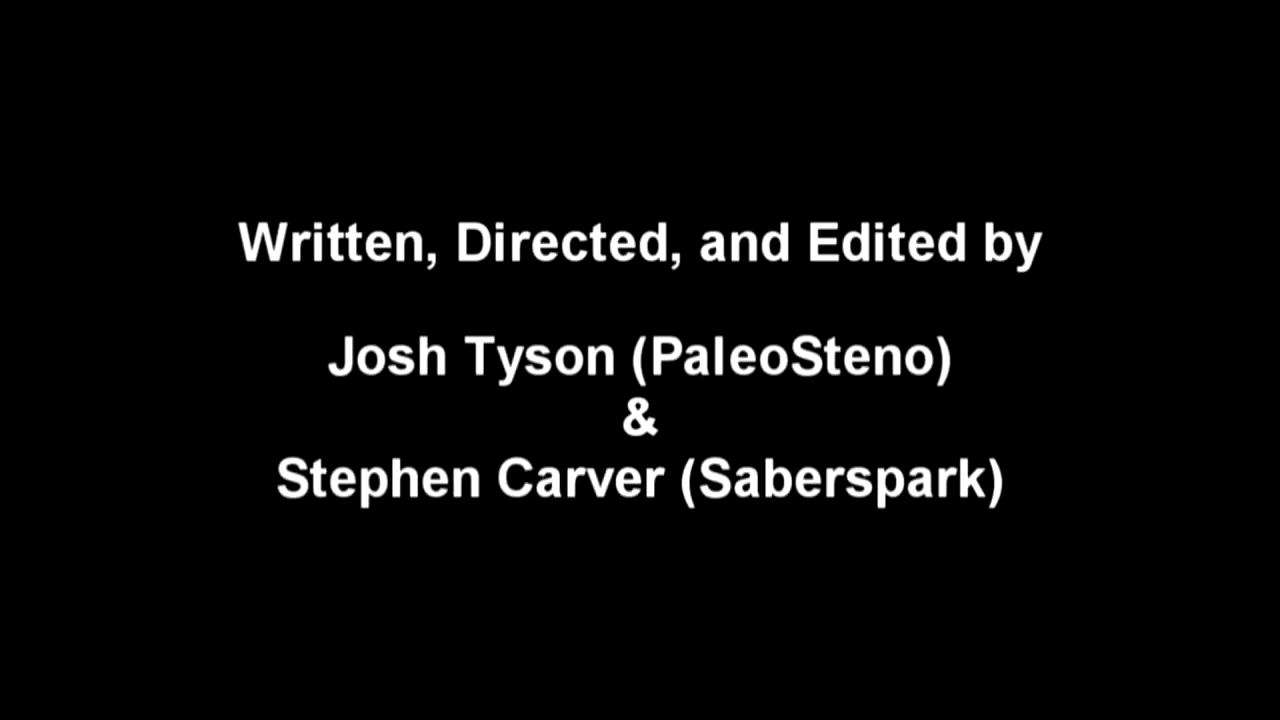 Written, Directed, and Edited by
Josh Tyson (PaleoSteno)
&
Stephen Carver (Saberspark)